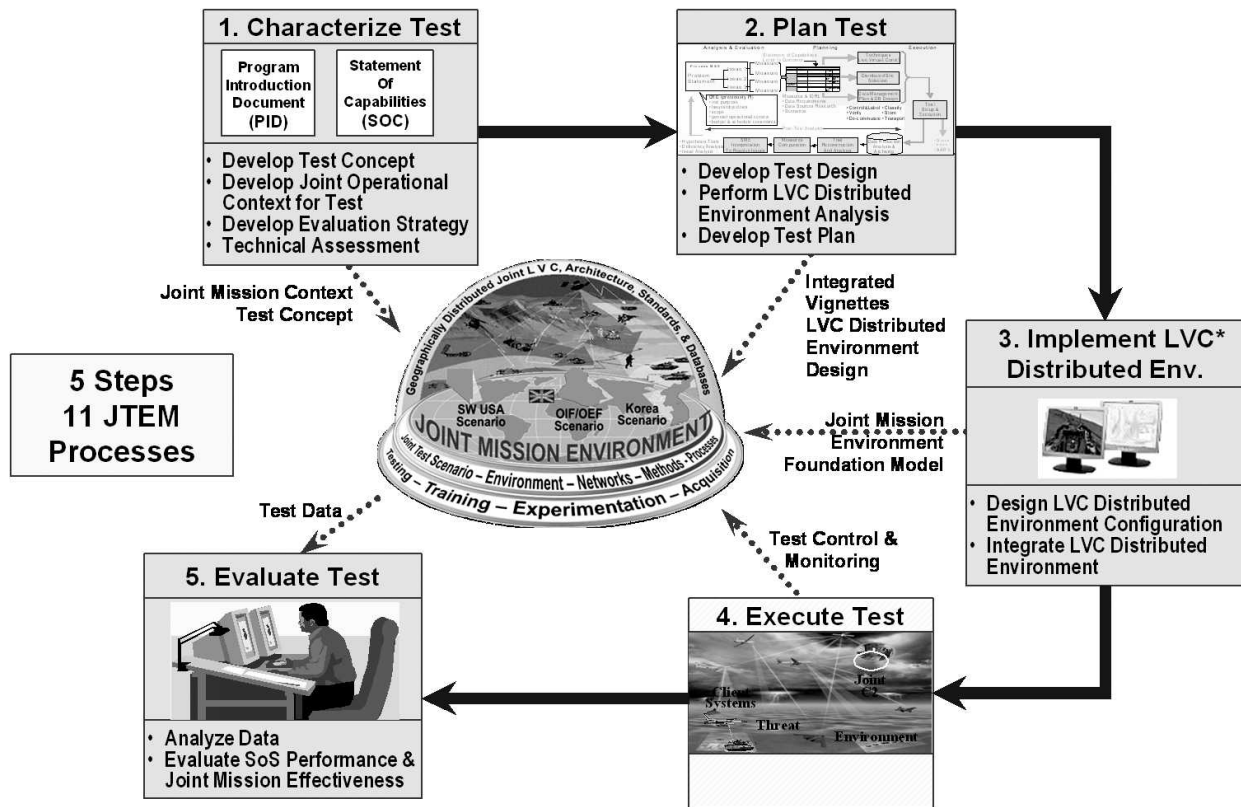 1. Characterize Test
Program
Introduction
Document
(PID)
Statement
Of
Capabilities
(SOC)
• Develop Test Concept
• Develop Joint Operational
Context for Test
• Develop Evaluation Strategy
• Technical Assessment
2. Plan Test
Analysis & Evaluation
Planning
Execution
• Develop Test Design
• Perform LVC Distributed
Environment Analysis
• Develop Test Plan
Joint Mission Context
Test Concept
Integrated
Vignettes
LVC Distributed
Environment
Design
3. Implement LVC*
Distributed Env.
• Design LVC Distributed
Environment Configuration
• Integrate LVC Distributed
Environment
5 Steps
11 JTEM
Processes
Geographically Distributed Joint L V C, Architecture, Standards, & Databases
SW USA
Scenario
OIF/OEF
Scenario
Korea
Scenario
JOINT MISSION ENVIRONMENT
Joint Test Scenario – Environment – Networks – Methods - Processes
Testing – Training – Experimentation – Acquisition
Joint Mission
Environment
Foundation Model
Test Data
Test Control &
Monitoring
5. Evaluate Test
• Analyze Data
• Evaluate SoS Performance &
Joint Mission Effectiveness
4. Execute Test
Joint
C2
Client
Systems
Threat
Environment